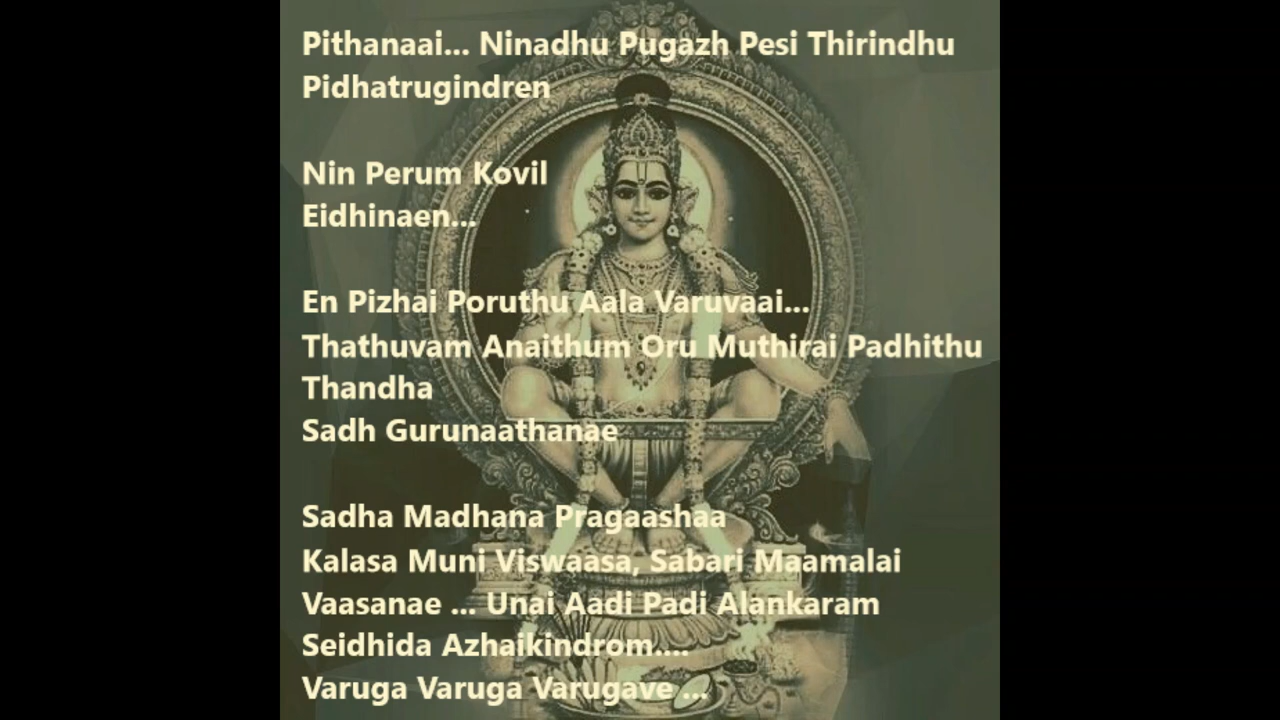 Pithanaai... Ninadhu Pugazh Pesi Thirindhu
Pidhatrugindren
Nin Perum Kovil
Eidhinaen...
En Pizhai Poruthu Aala Varuvaai...
Thathuvam Anaithum Oru Muthirai Padhithu
Thandha
Sadh Gurunaathanae
Sadha Madhana Pragaashaa
Kalasa Muni Viswaasa, Sabari Maamalai
Vaasanae ... Unai Aadi Padi Alankaram
Seidhida Azhaikindrom....
Varuga Varuga Varugave ...